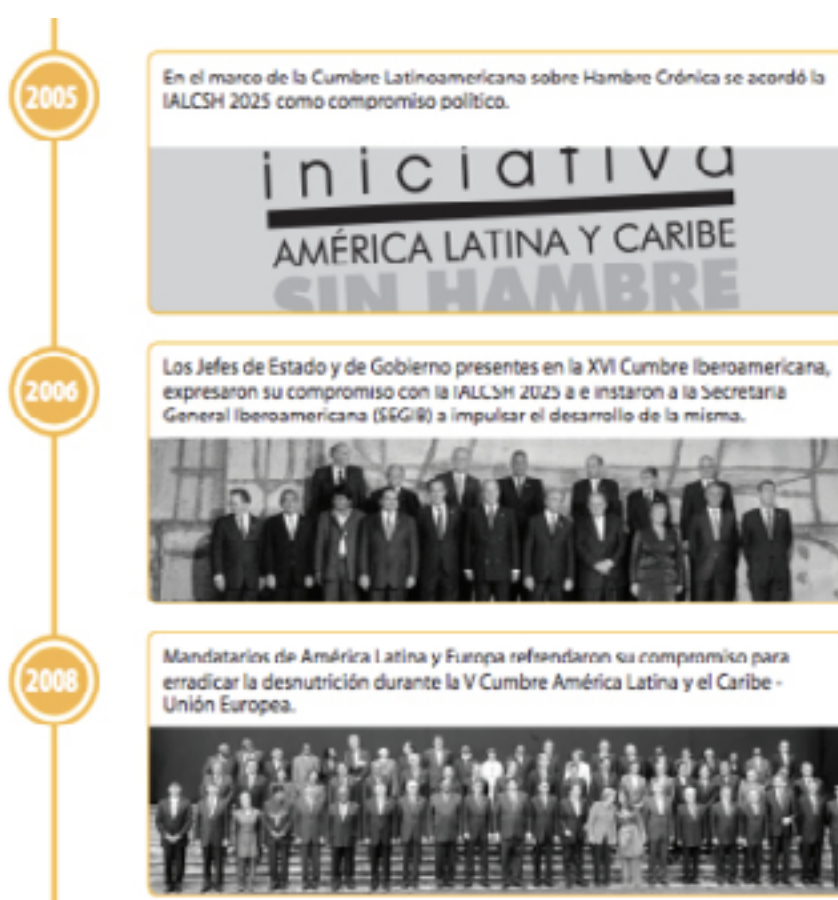 2005
En el marco de la Cumbre Latinoamericana sobre Hambre Crónica se acordó la
IALCSH 2025 como compromiso político.
iniciativa
AMÉRICA LATINA Y CARIBE
SIN HAMBRE
2006
Los Jefes de Estado y de Gobierno presentes en la XVI Cumbre Iberoamericana,
expresaron su compromiso con la IALCSH 2025 a e instaron a la Secretaría
General Iberoamericana (SEGIB) a impulsar el desarrollo de la misma.
2008
Mandatarios de América Latina y Europa refrendaron su compromiso para
erradicar la desnutrición durante la V Cumbre América Latina y el Caribe -
Unión Europea.